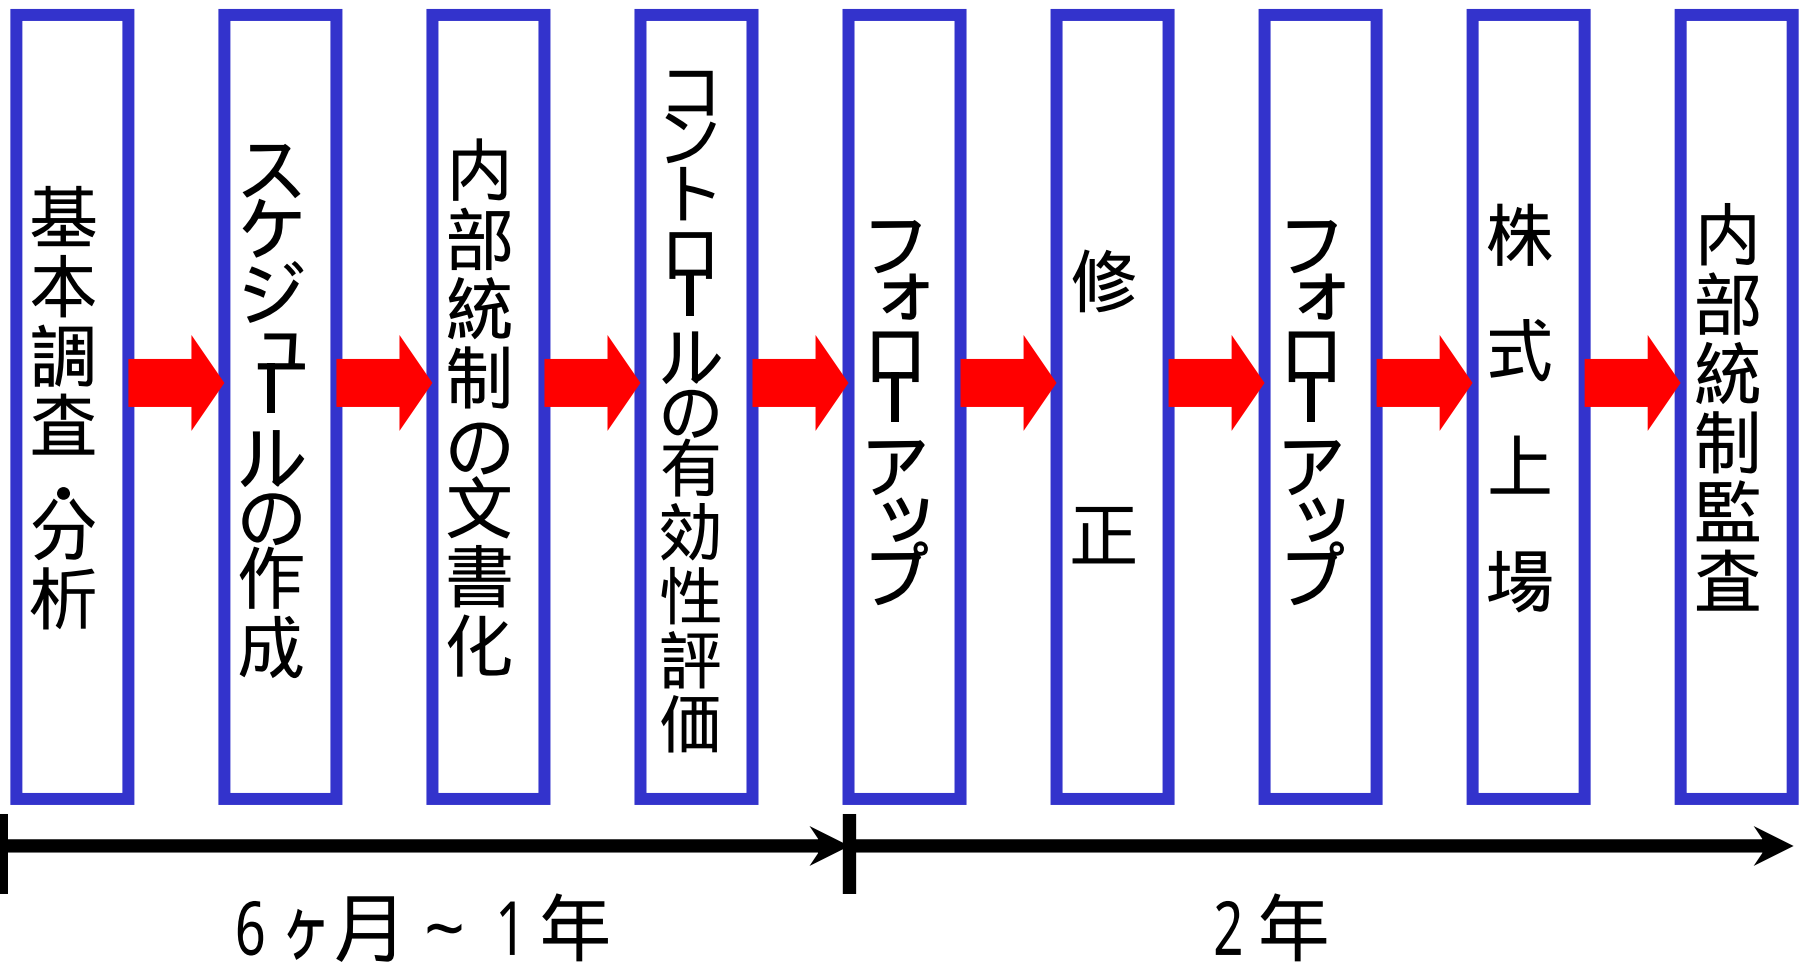 基本調査・分析
スケジュールの作成
内部統制の文書化
コントロールの有効性評価
フォローアップ
修正
フォローアップ
株式上場
内部統制監査
6ヶ月~1年
2年